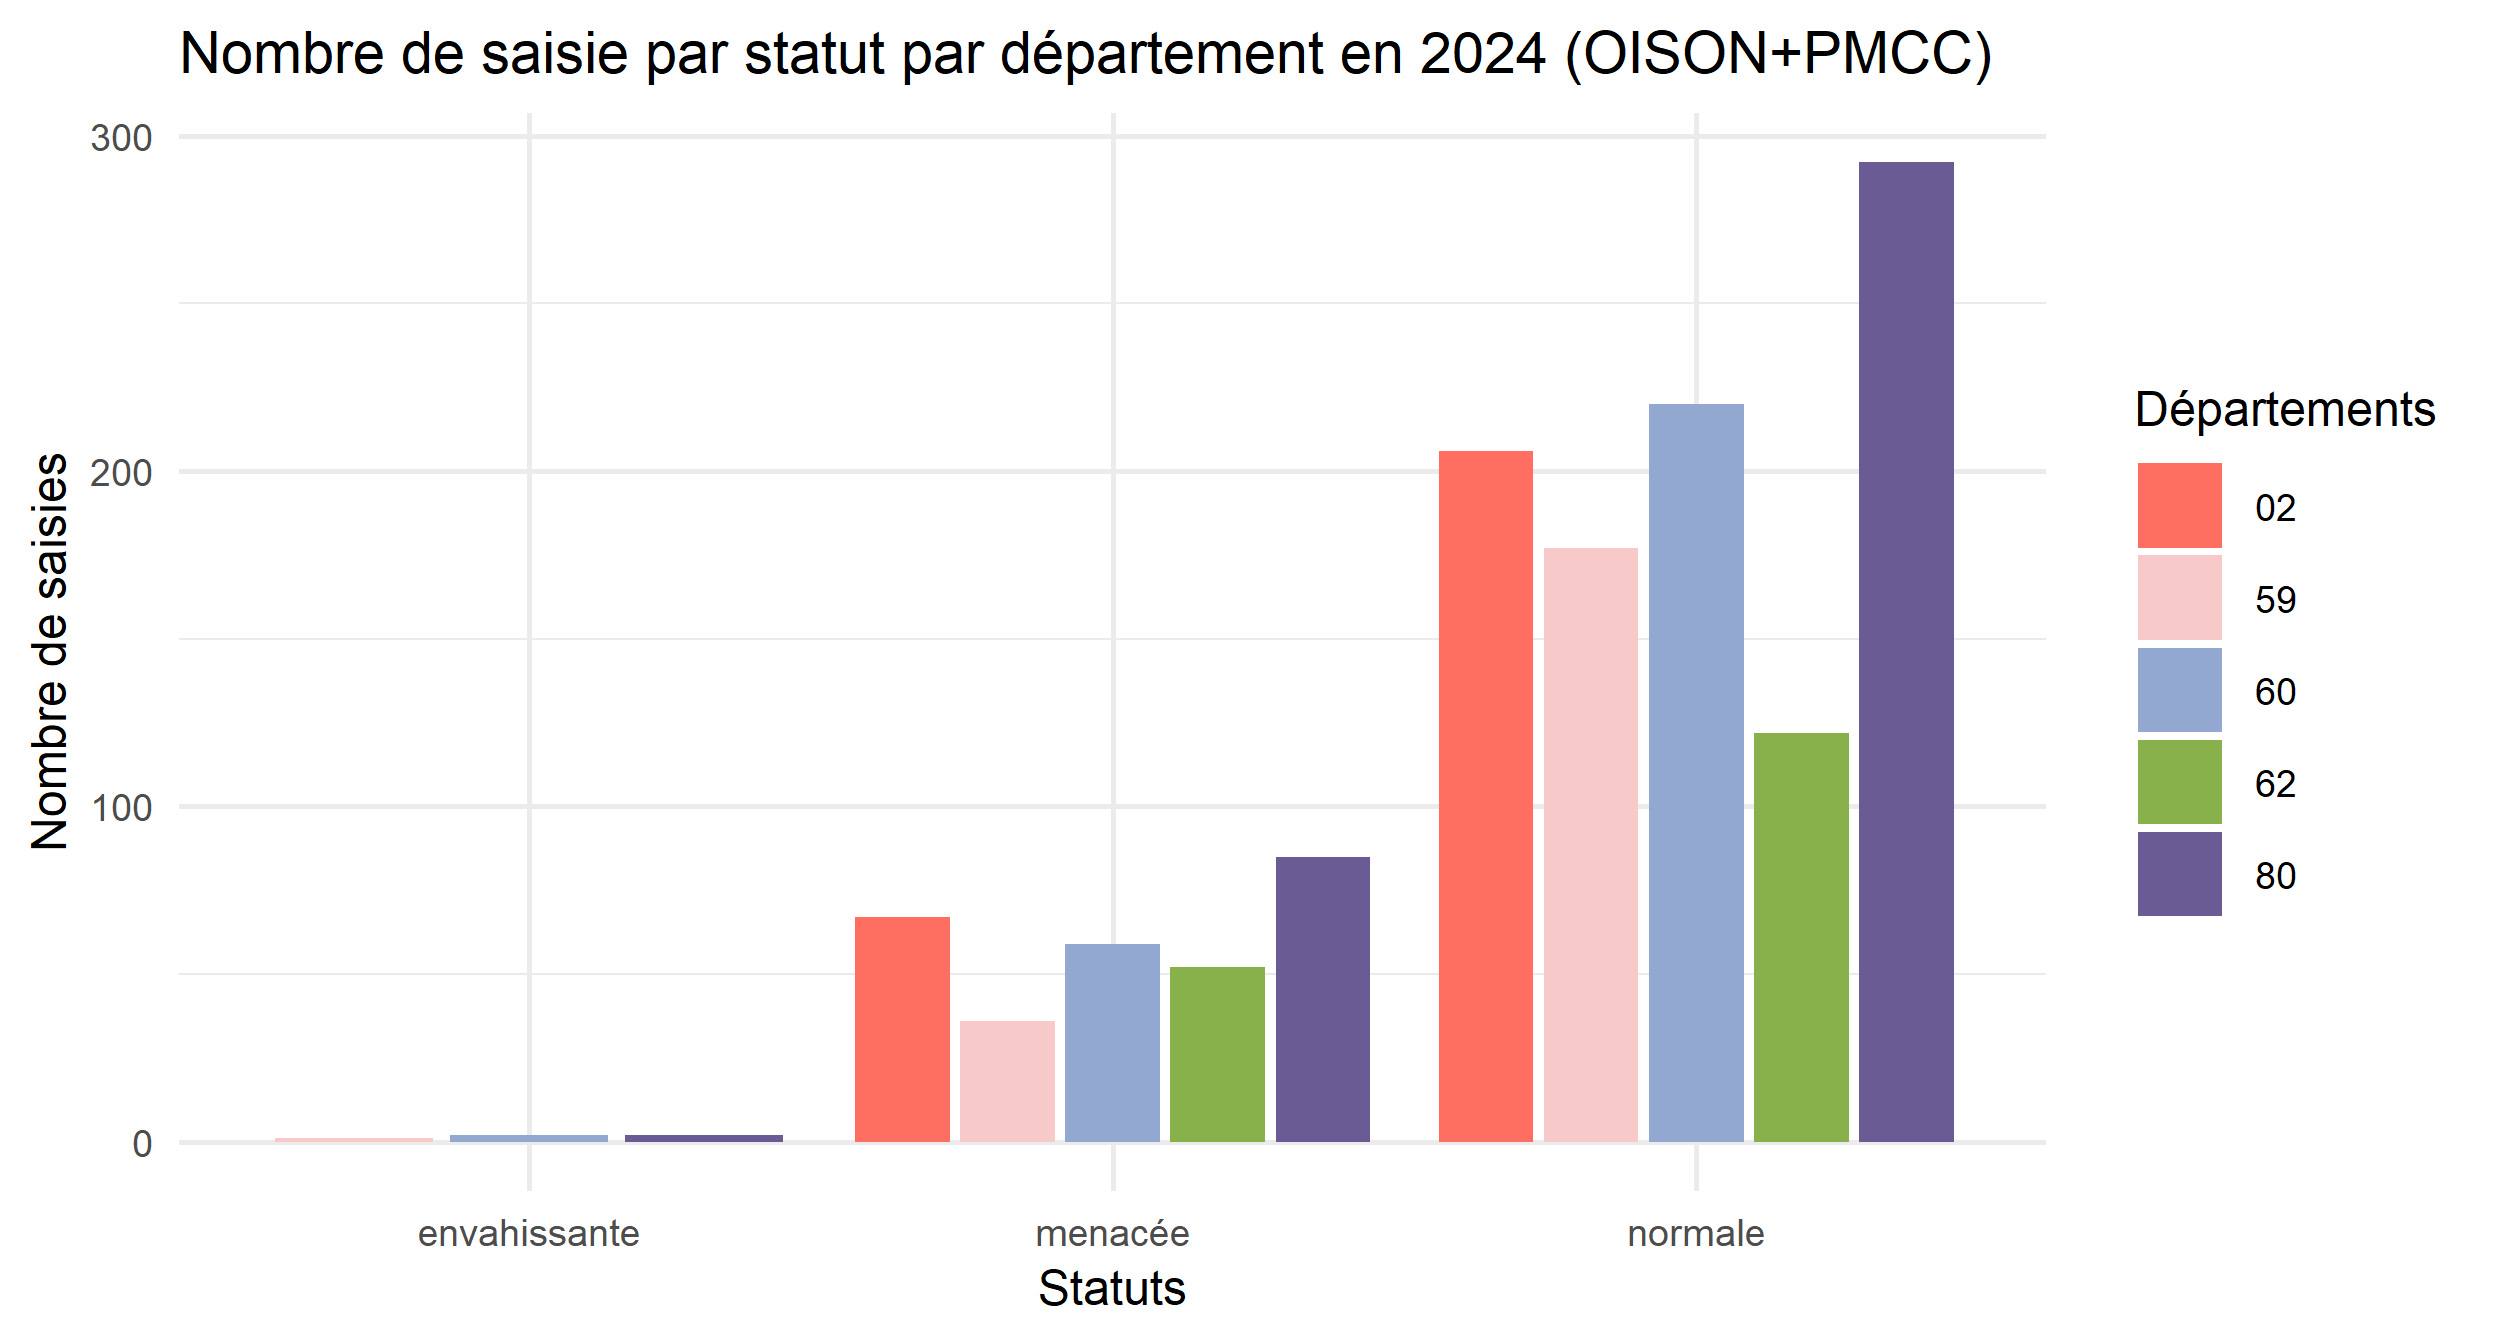 Nombre de saisie par statut par département en 2024 (OISON+PMCC)
Nombre de saisies
300
200
100
0
envahissante
menacée
normale
Statuts
Départements
02
59
60
62
80